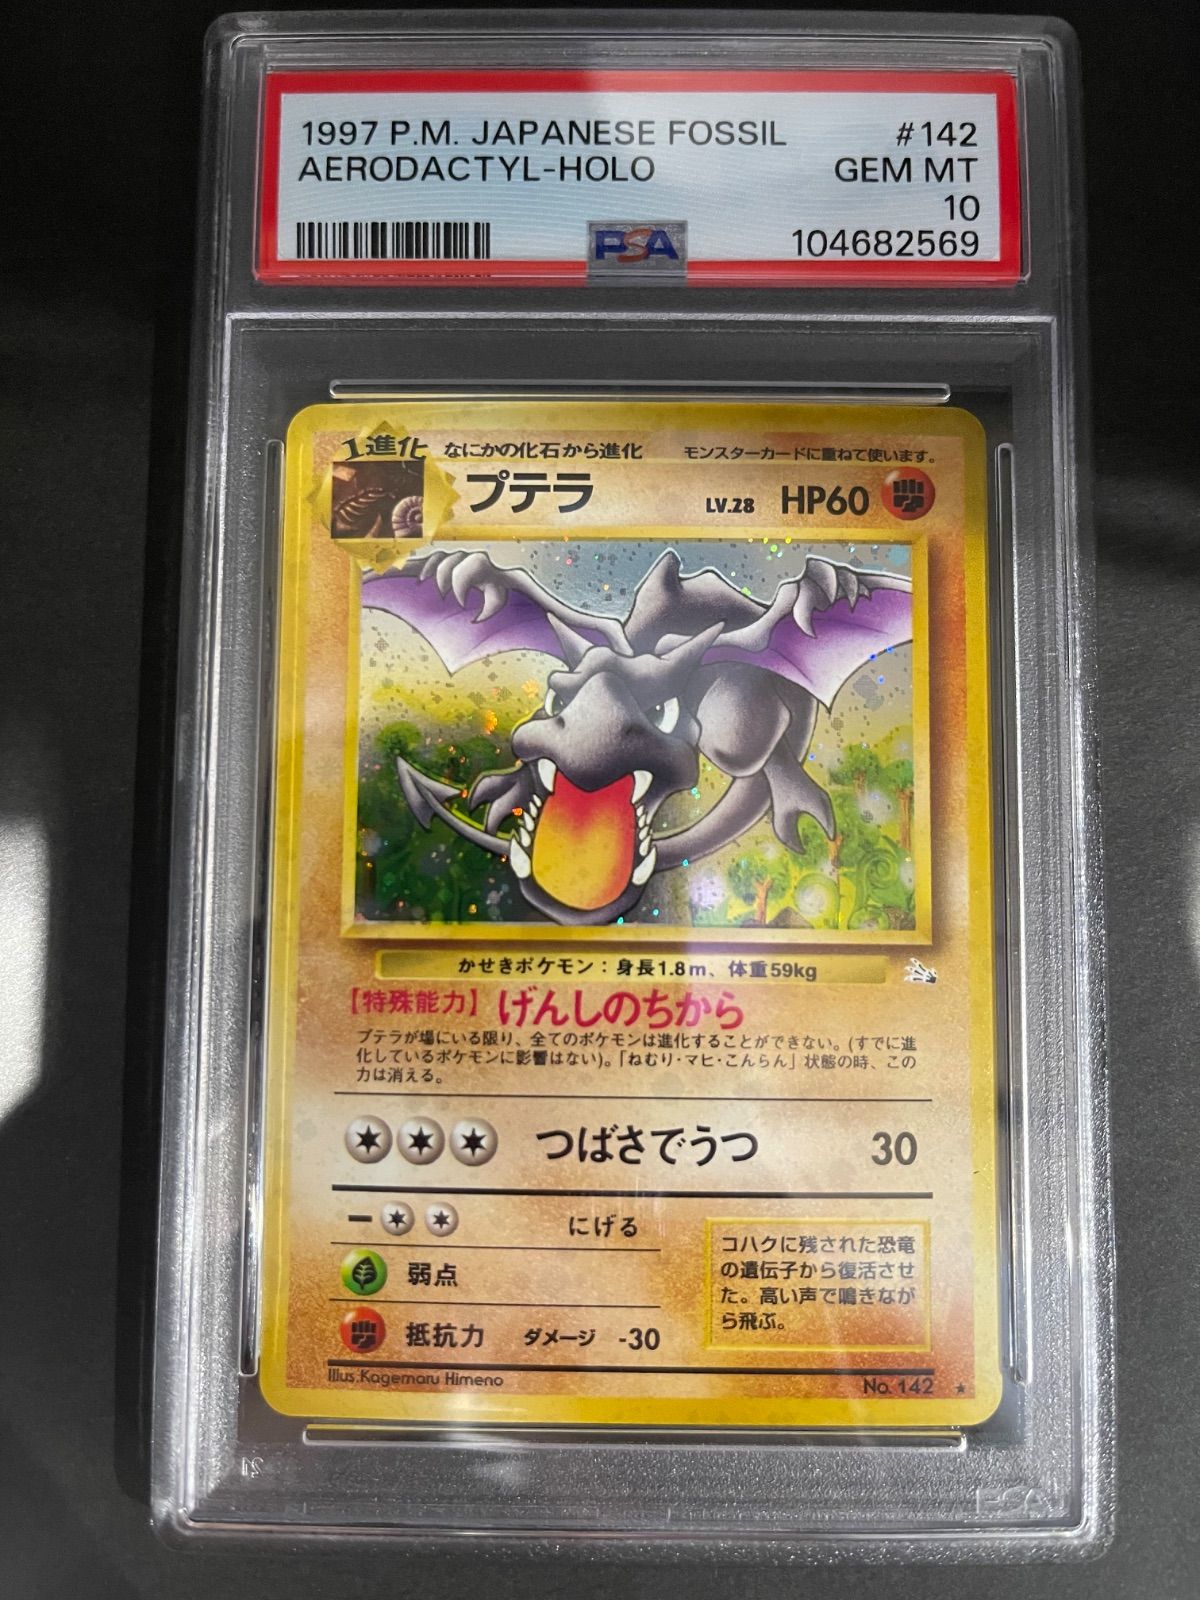 1997 P.M. JAPANESE FOSSIL #142
AERODACTYL-HOLO GEM MT
10
PSA 104682569
1進化 なにかの化石から進化 モンスターカードに重ねて使います。
プテラ LV.28 HP60
かせきポケモン：身長1.8m、体重59kg
【特殊能力】げんしのちから
プテラが場にいる限り、全てのポケモンは進化することができない。(すでに進
化しているポケモンに影響はない)。「ねむり・マヒ・こんらん」状態の時、この
力は消える。
つばさでうつ 30
にげる
弱点
抵抗力 ダメージ -30
コハクに残された恐竜
の遺伝子から復活させ
た。高い声で鳴きなが
ら飛ぶ。
Illus.Kagemaru Himeno No. 142 ★